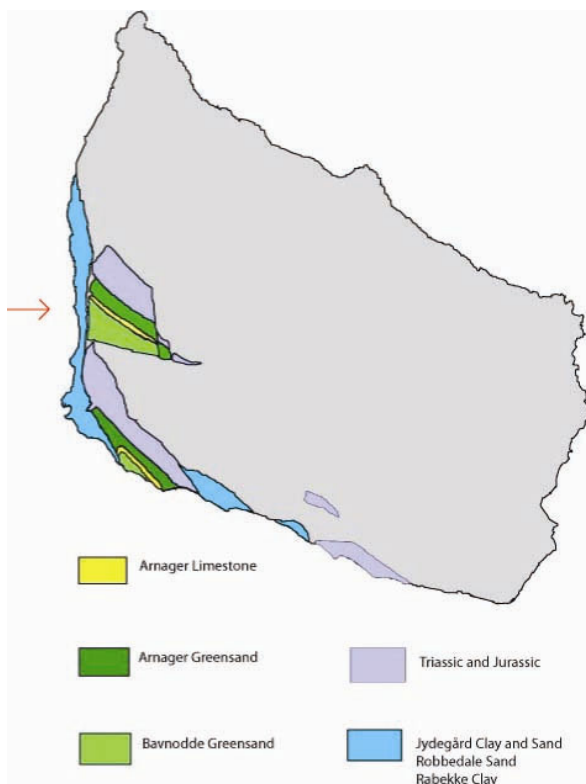 Arnager Limestone
Arnager Greensand
Triassic and Jurassic
Bavnodde Greensand
Jydegård Clay and Sand
Robbedale Sand
Rabekke Clay